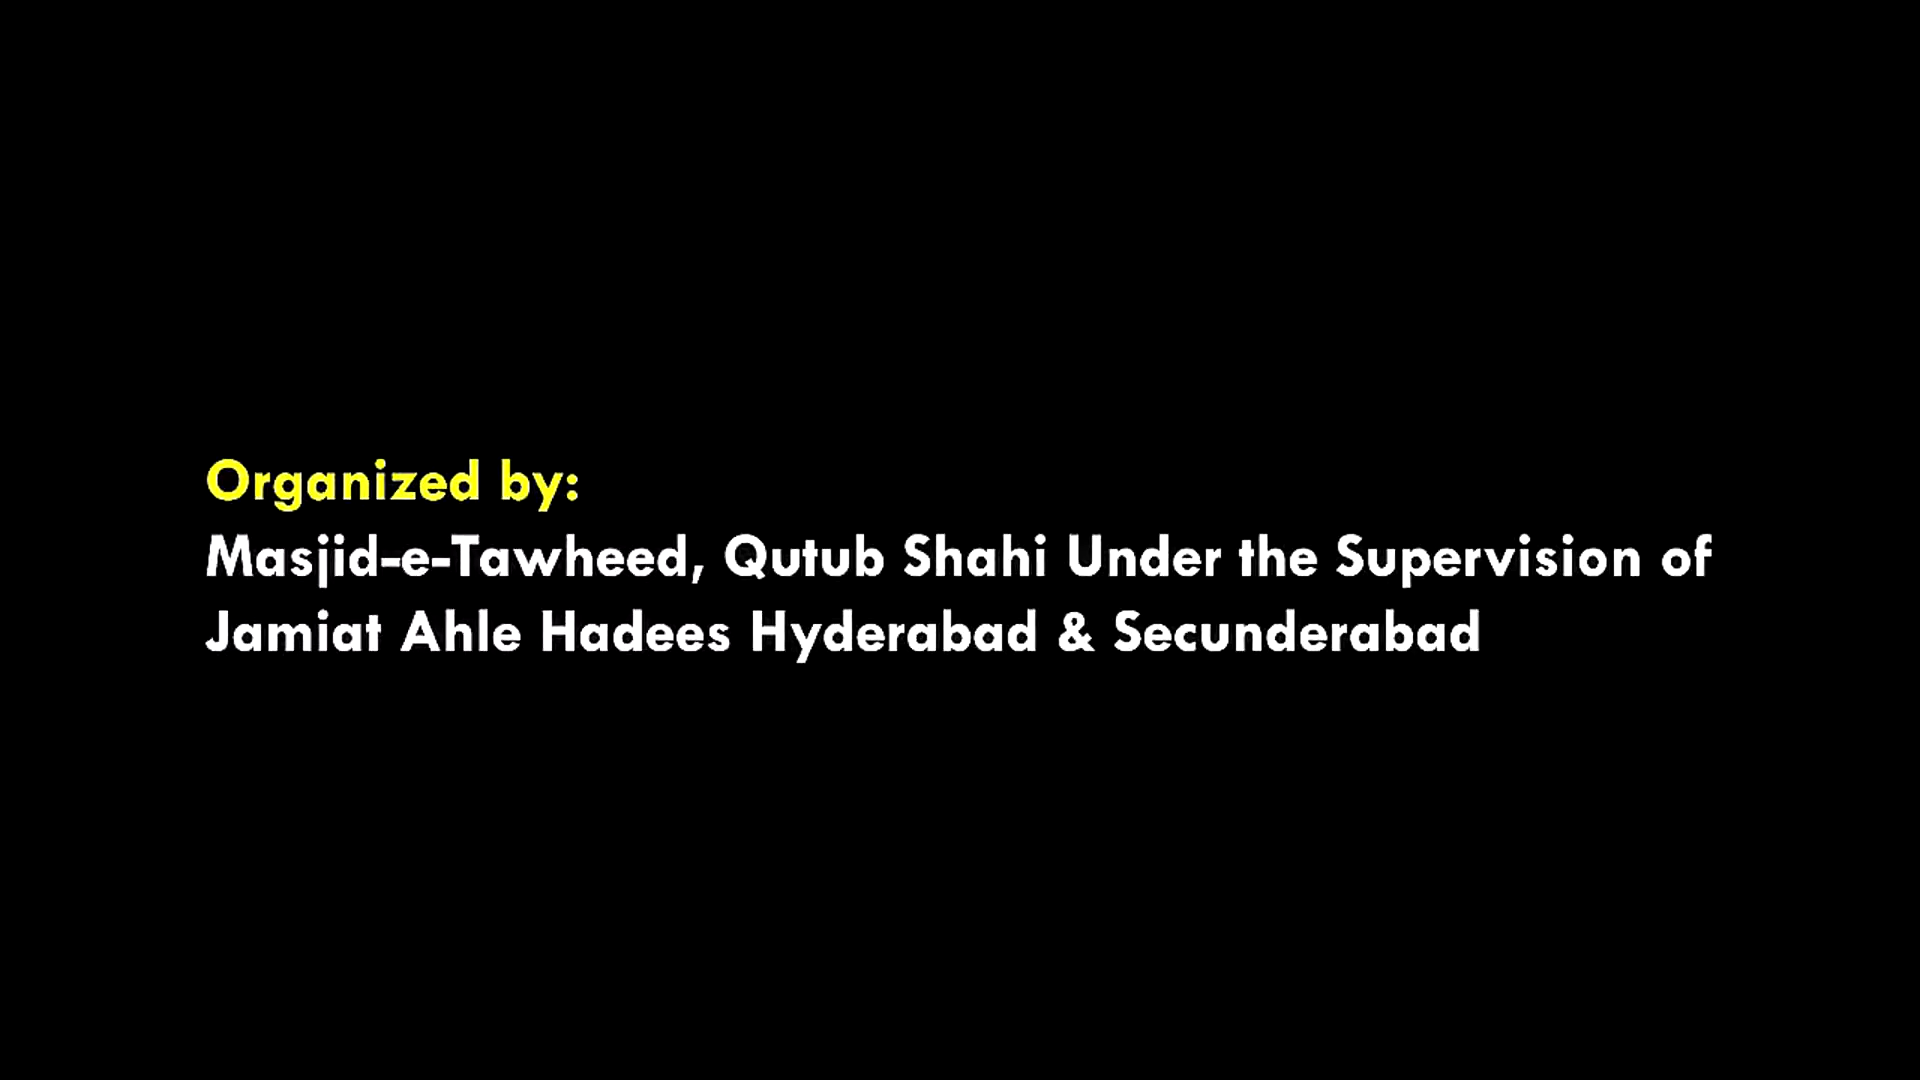 Organized by:
Masjid-e-Tawheed, Qutub Shahi Under the Supervision of
Jamiat Ahle Hadees Hyderabad & Secunderabad